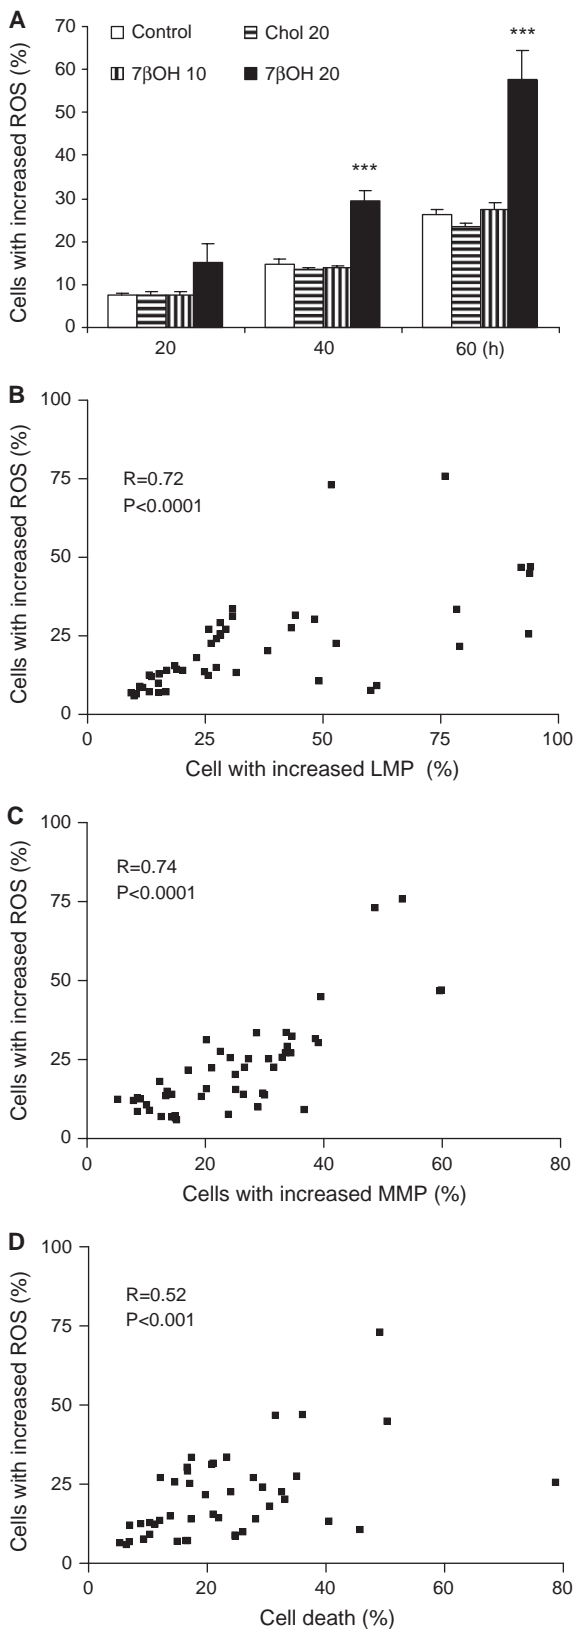 A
Cells with increased ROS (%)
70
60
50
40
30
20
10
0
Control
Chol 20
7βOH 10
7βOH 20
***
***
20
40
60 (h)
B
Cells with increased ROS (%)
100
75
50
25
0
R=0.72
P<0.0001
0
25
50
75
100
Cell with increased LMP (%)
C
Cells with increased ROS (%)
100
75
50
25
0
R=0.74
P<0.0001
0
20
40
60
80
Cells with increased MMP (%)
D
Cells with increased ROS (%)
100
75
50
25
0
R=0.52
P<0.001
0
20
40
60
80
Cell death (%)